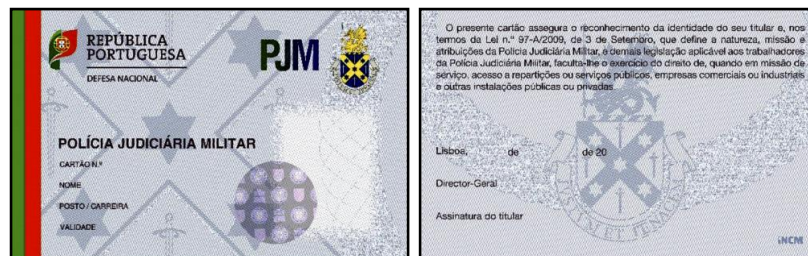 REPÚBLICA
PORTUGUESA
DEFESA NACIONAL
PJM
POLÍCIA JUDICIÁRIA MILITAR
CARTÃO N.º
NOME
POSTO / CARREIRA
VALIDADE
O presente cartão assegura o reconhecimento da identidade do seu titular e, nos
termos da Lei n.º 97-A/2009, de 3 de Setembro, que define a natureza, missão e
atribuições da Polícia Judiciária Militar, e demais legislação aplicável aos trabalhadores
da Polícia Judiciária Militar, faculta-lhe o exercício do direito de, quando em missão de
serviço, acesso a repartições ou serviços públicos, empresas comerciais ou industriais
e outras instalações públicas ou privadas
Lisboa, de de 20
Director-Geral
Assinatura do titular
INCM